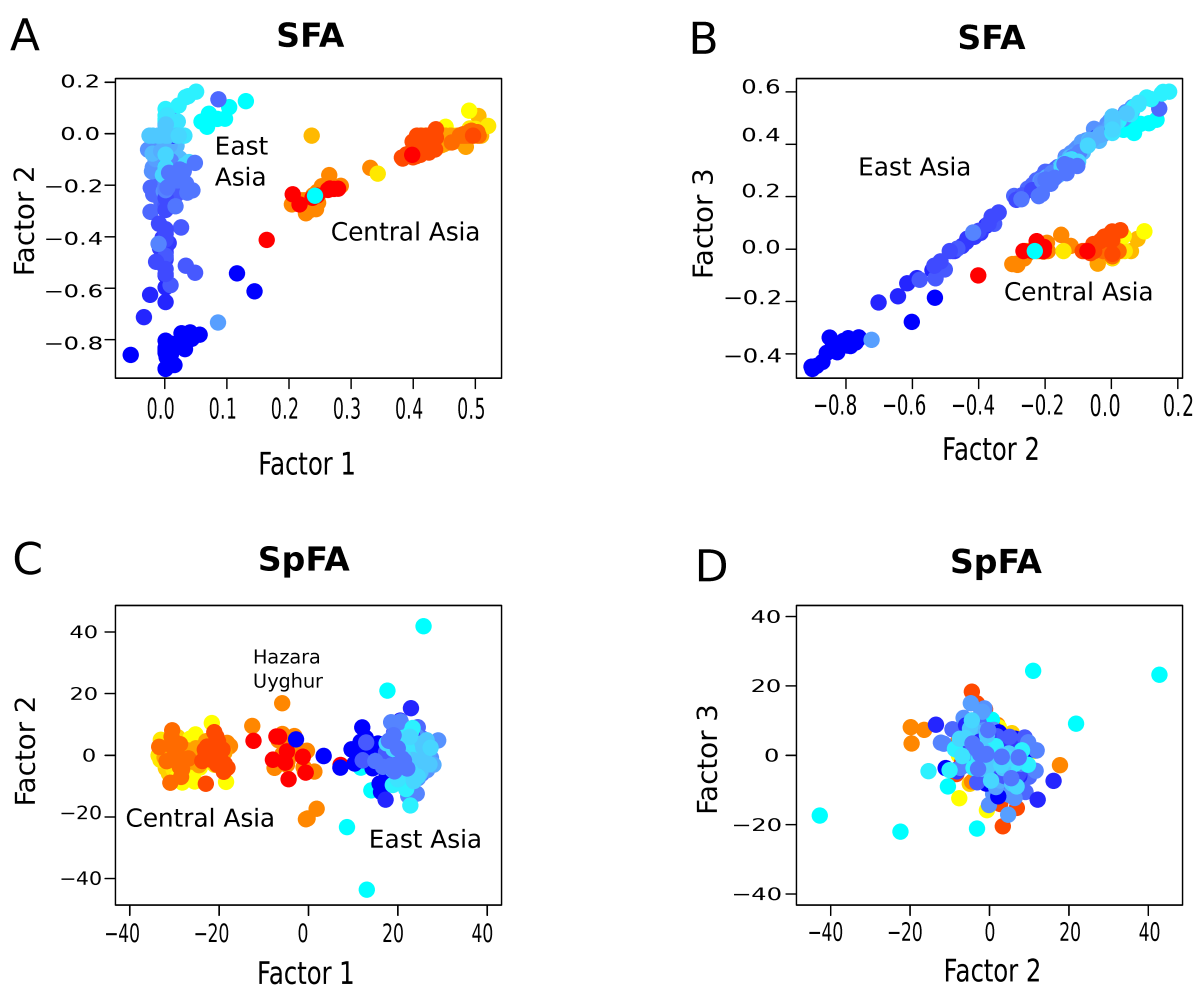 A
SFA
0.2
0.0
−0.2
−0.4
−0.6
−0.8
Factor 2
East
Asia
Central Asia
0.0 0.1 0.2 0.3 0.4 0.5
Factor 1
B
SFA
0.6
0.4
0.2
0.0
−0.2
−0.4
Factor 3
East Asia
Central Asia
−0.8 −0.6 −0.4 −0.2 0.0 0.2
Factor 2
C
SpFA
40
20
0
−20
−40
Factor 2
Hazara
Uyghur
Central Asia
East Asia
−40 −20 0 20 40
Factor 1
D
SpFA
40
20
0
−20
−40
Factor 3
−40 −20 0 20 40
Factor 2